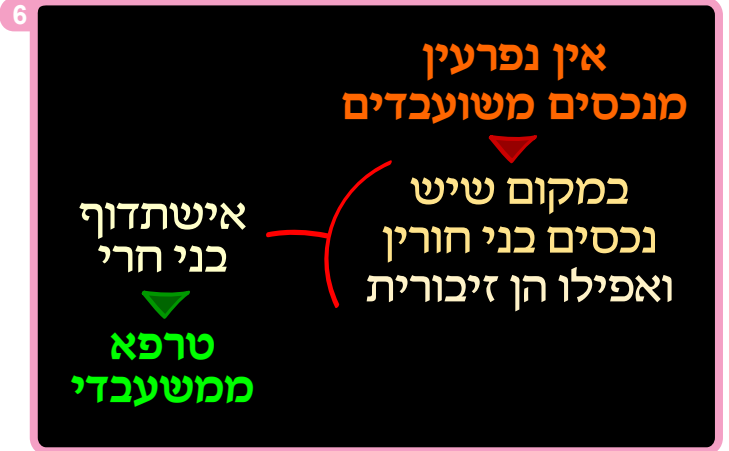 6
אין נפרעין
מנכסים משועבדים
במקום שיש
נכסים בני חורין
ואפילו הן זיבורית
אישתדוף
בני חרי
טרפא
ממשעבדי